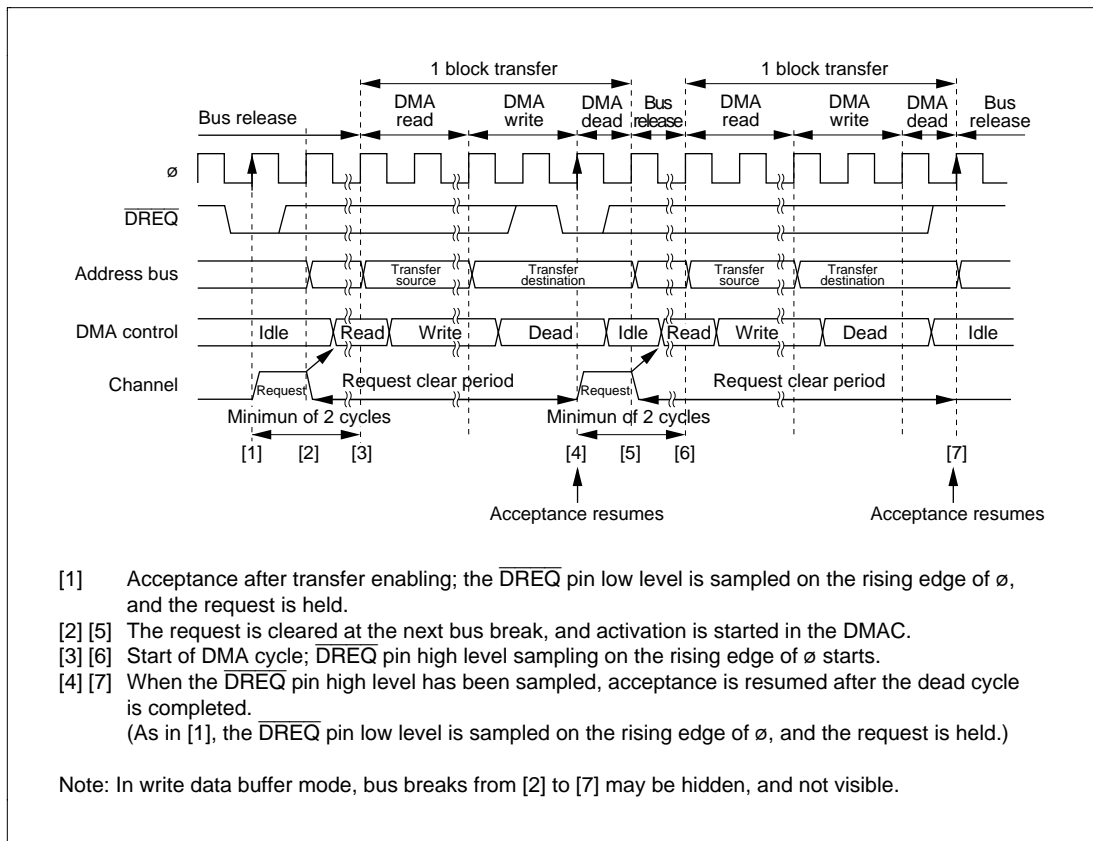 1 block transfer 1 block transfer
Bus release DMA read DMA write DMA dead Bus release DMA read DMA write DMA dead Bus release
ø
DREQ
Address bus Transfer source Transfer destination Transfer source Transfer destination
DMA control Idle Read Write Dead Idle Read Write Dead Idle
Channel Request Request clear period Request Request clear period
Minimun of 2 cycles Minimun of 2 cycles
[1] [2] [3] [4] [5] [6] [7]
Acceptance resumes Acceptance resumes
[1] Acceptance after transfer enabling; the DREQ pin low level is sampled on the rising edge of ø,
and the request is held.
[2] [5] The request is cleared at the next bus break, and activation is started in the DMAC.
[3] [6] Start of DMA cycle; DREQ pin high level sampling on the rising edge of ø starts.
[4] [7] When the DREQ pin high level has been sampled, acceptance is resumed after the dead cycle
is completed.
(As in [1], the DREQ pin low level is sampled on the rising edge of ø, and the request is held.)
Note: In write data buffer mode, bus breaks from [2] to [7] may be hidden, and not visible.